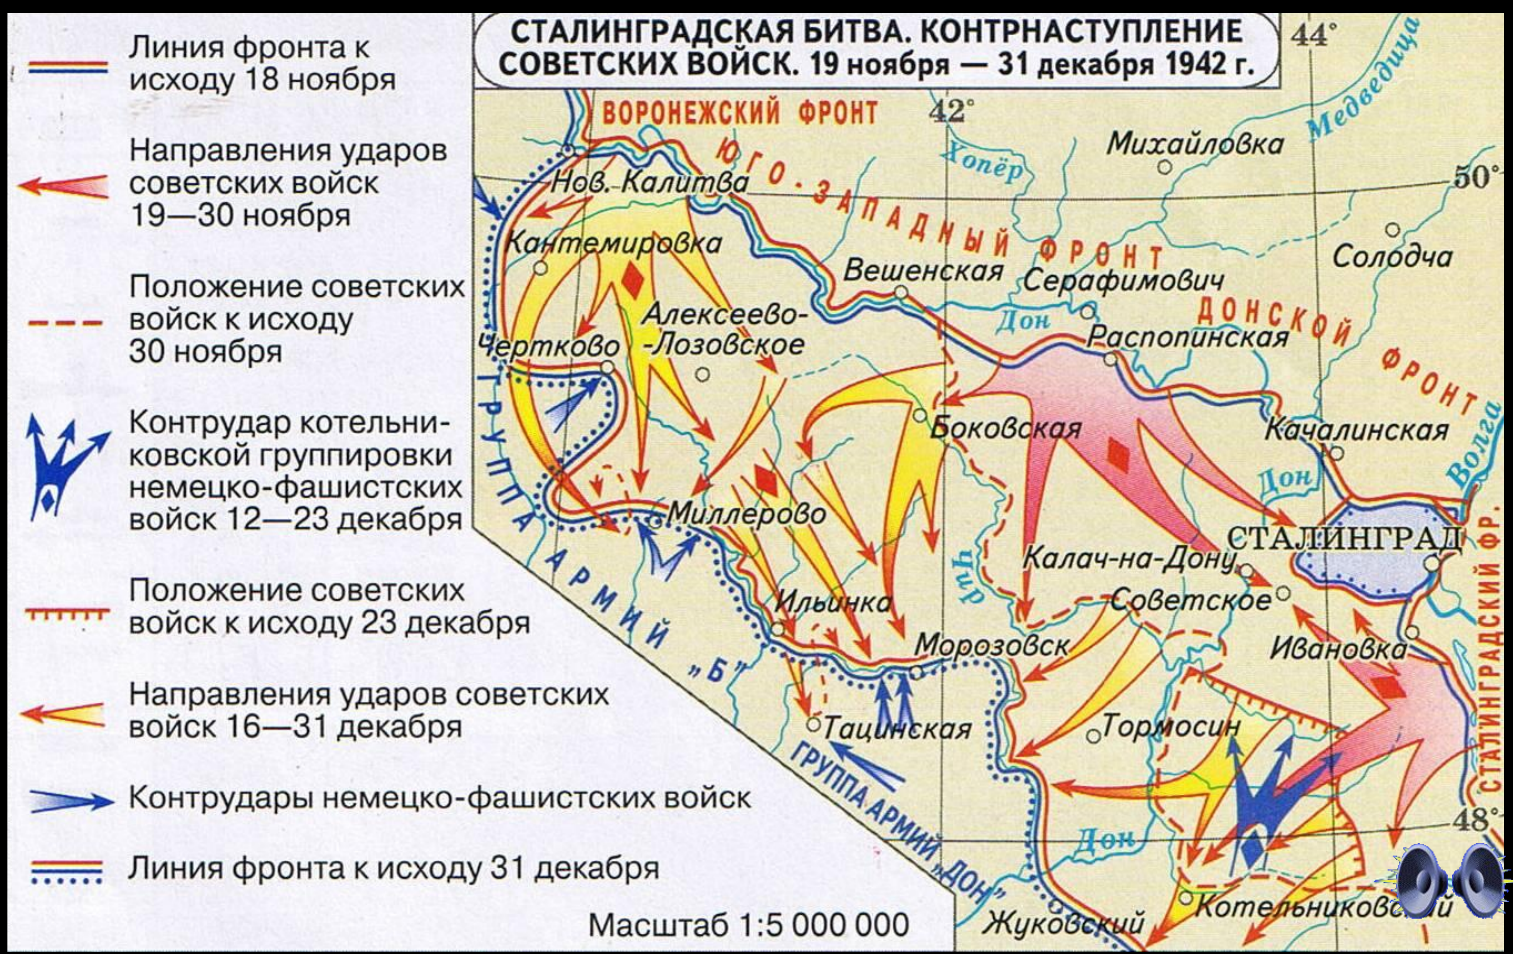 СТАЛИНГРАДСКАЯ БИТВА. КОНТРНАСТУПЛЕНИЕ
СОВЕТСКИХ ВОЙСК. 19 ноября — 31 декабря 1942 г.
Линия фронта к
исходу 18 ноября
Направления ударов
советских войск
19—30 ноября
Положение советских
войск к исходу
30 ноября
Контрудар котельни-
ковской группировки
немецко-фашистских
войск 12—23 декабря
Положение советских
войск к исходу 23 декабря
Направления ударов советских
войск 16—31 декабря
Контрудары немецко-фашистских войск
Линия фронта к исходу 31 декабря
Масштаб 1:5 000 000
44°
42°
50°
48°
ВОРОНЕЖСКИЙ ФРОНТ
ЮГО-ЗАПАДНЫЙ ФРОНТ
ДОНСКОЙ ФРОНТ
СТАЛИНГРАДСКИЙ ФР.
ГРУППА АРМИЙ „Б"
ГРУППА АРМИЙ „ДОН"
Медведица
Хопёр
Михайловка
Солодча
Нов. Калитва
Кантемировка
Вешенская
Серафимович
Дон
Распопинская
Алексеево-
-Лозовское
Чертково
Боковская
Качалинская
Волга
Дон
Миллерово
СТАЛИНГРАД
Калач-на-Дону
Чир
Советское
Ильинка
Морозовск
Ивановка
Тацинская
Тормосин
Дон
Жуковский
Котельниковский